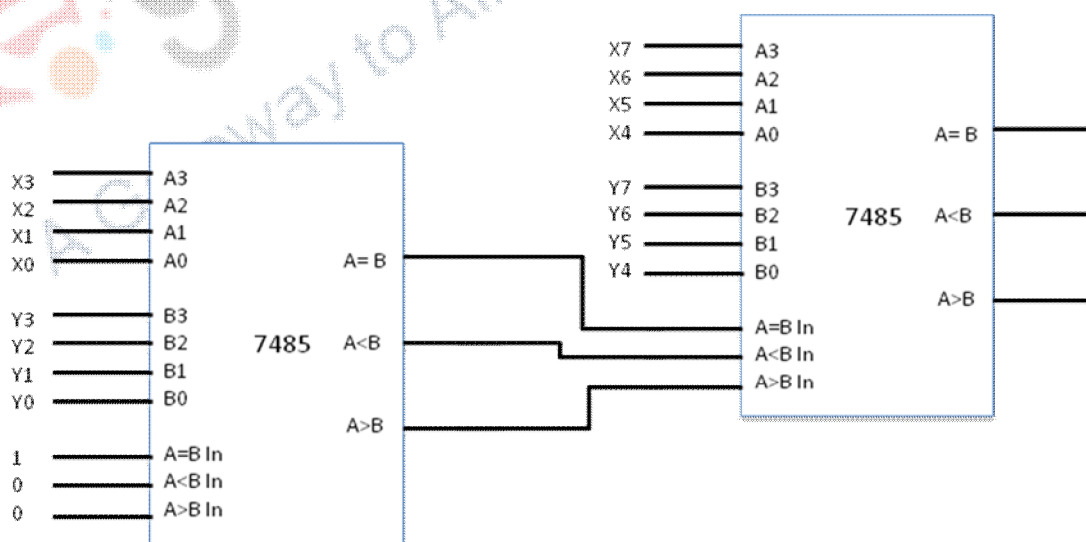 A G
way to A
X3
X2
X1
X0
Y3
Y2
Y1
Y0
1
0
0
A3
A2
A1
A0
B3
B2
B1
B0
A=B In
A<B In
A>B In
7485
A= B
A<B
A>B
X7
X6
X5
X4
Y7
Y6
Y5
Y4
A3
A2
A1
A0
B3
B2
B1
B0
A=B In
A<B In
A>B In
7485
A= B
A<B
A>B